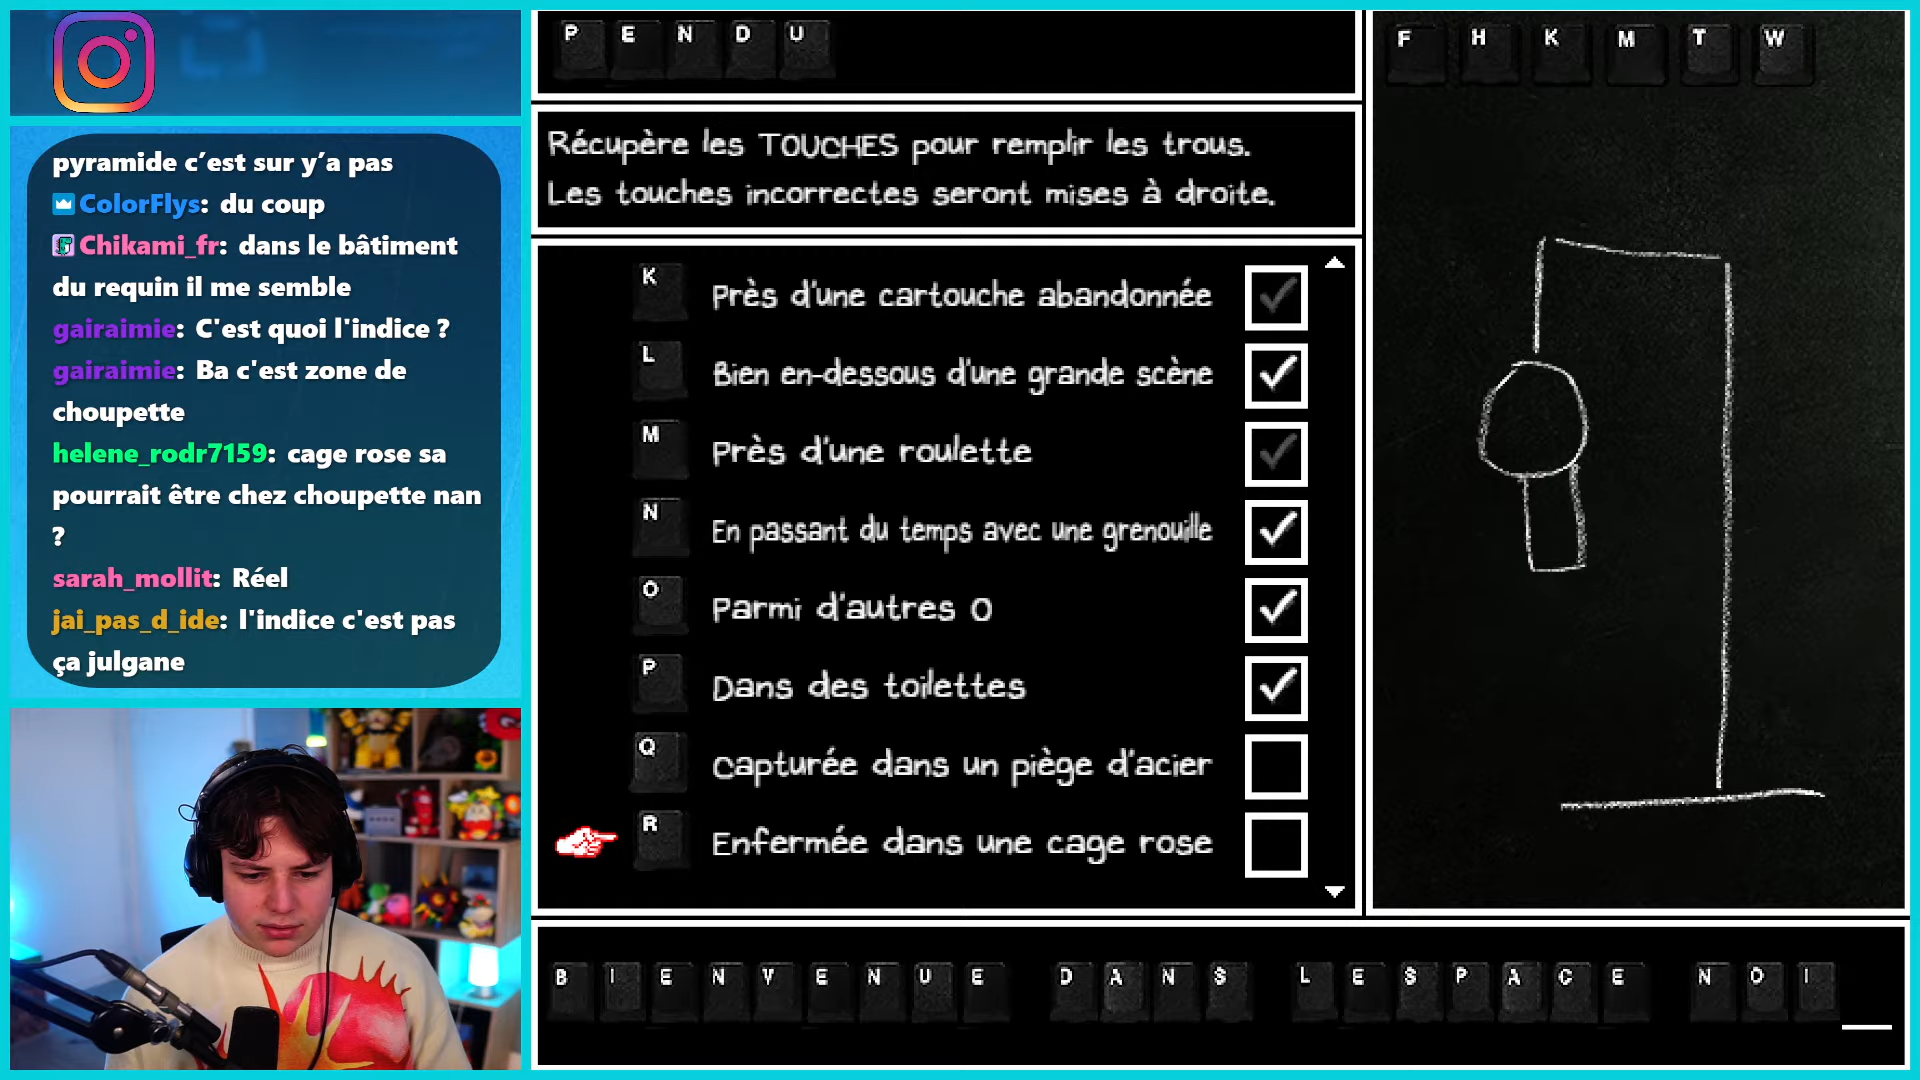 pyramide c'est sur y'a pas
ColorFlys: du coup
Chikami_fr: dans le bâtiment
du requin il me semble
gairaimie: C'est quoi l'indice ?
gairaimie: Ba c'est zone de
choupette
helene_rodr7159: cage rose sa
pourrait être chez choupette nan
?
sarah_mollit: Réel
jai_pas_d_ide: l'indice c'est pas
ça julgane
P E N D U
Récupère les TOUCHES pour remplir les trous.
Les touches incorrectes seront mises à droite.
K Près d'une cartouche abandonnée
L Bien en-dessous d'une grande scène
M Près d'une roulette
N En passant du temps avec une grenouille
O Parmi d'autres O
P Dans des toilettes
Q Capturée dans un piège d'acier
R Enfermée dans une cage rose
F H K M T W
B I E N V E N U E D A N S L E S P A C E N O I _